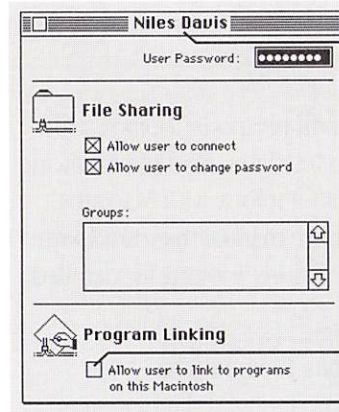 Niles Davis
User Password: ●●●●●●●●
File Sharing
Allow user to connect
Allow user to change password
Groups:
Program Linking
Allow user to link to programs
on this Macintosh